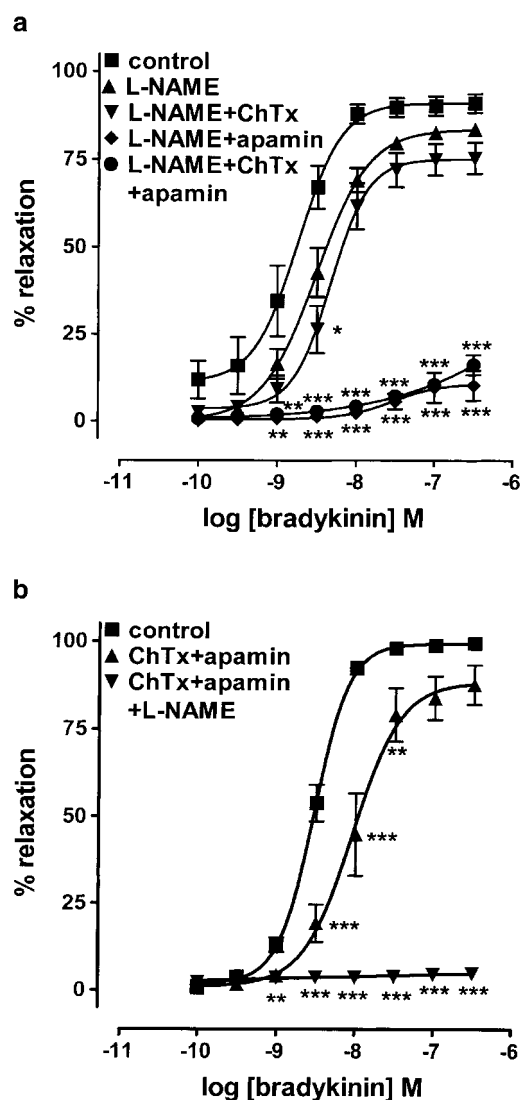 a
control
L-NAME
L-NAME+ChTx
L-NAME+apamin
L-NAME+ChTx
+apamin
100
75
50
25
0
% relaxation
*
**
***
***
***
***
***
**
***
***
***
***
***
-11
-10
-9
-8
-7
-6
log [bradykinin] M
b
control
ChTx+apamin
ChTx+apamin
+L-NAME
100
75
50
25
0
% relaxation
**
***
***
**
***
***
***
***
***
-11
-10
-9
-8
-7
-6
log [bradykinin] M